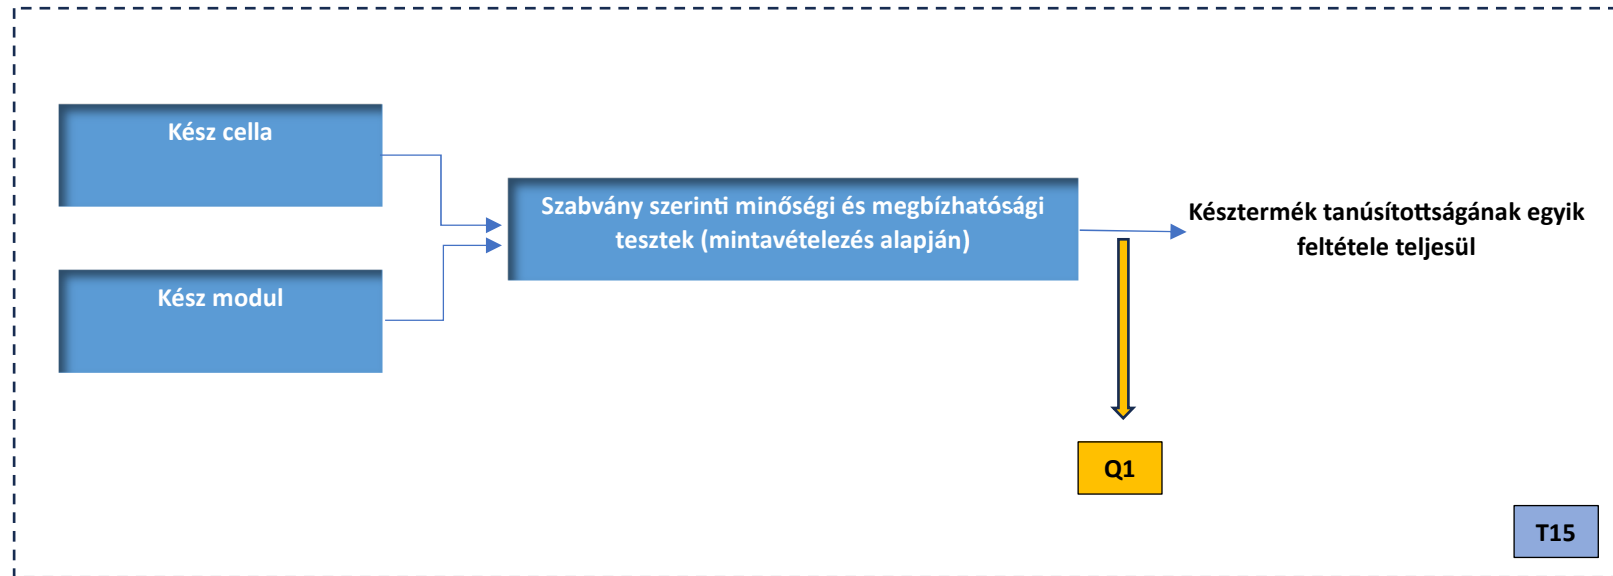 Kész cella
Szabvány szerinti minőségi és megbízhatósági
tesztek (mintavételezés alapján)
Késztermék tanúsítottságának egyik
feltétele teljesül
Kész modul
Q1
T15